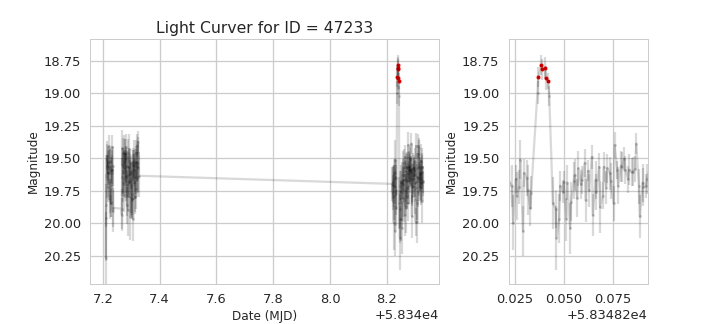 Light Curver for ID = 47233
Magnitude
18.75
19.00
19.25
19.50
19.75
20.00
20.25
7.2 7.4 7.6 7.8 8.0 8.2
Date (MJD)
+5.834e4
Magnitude
18.75
19.00
19.25
19.50
19.75
20.00
20.25
0.025 0.050 0.075
+5.83482e4